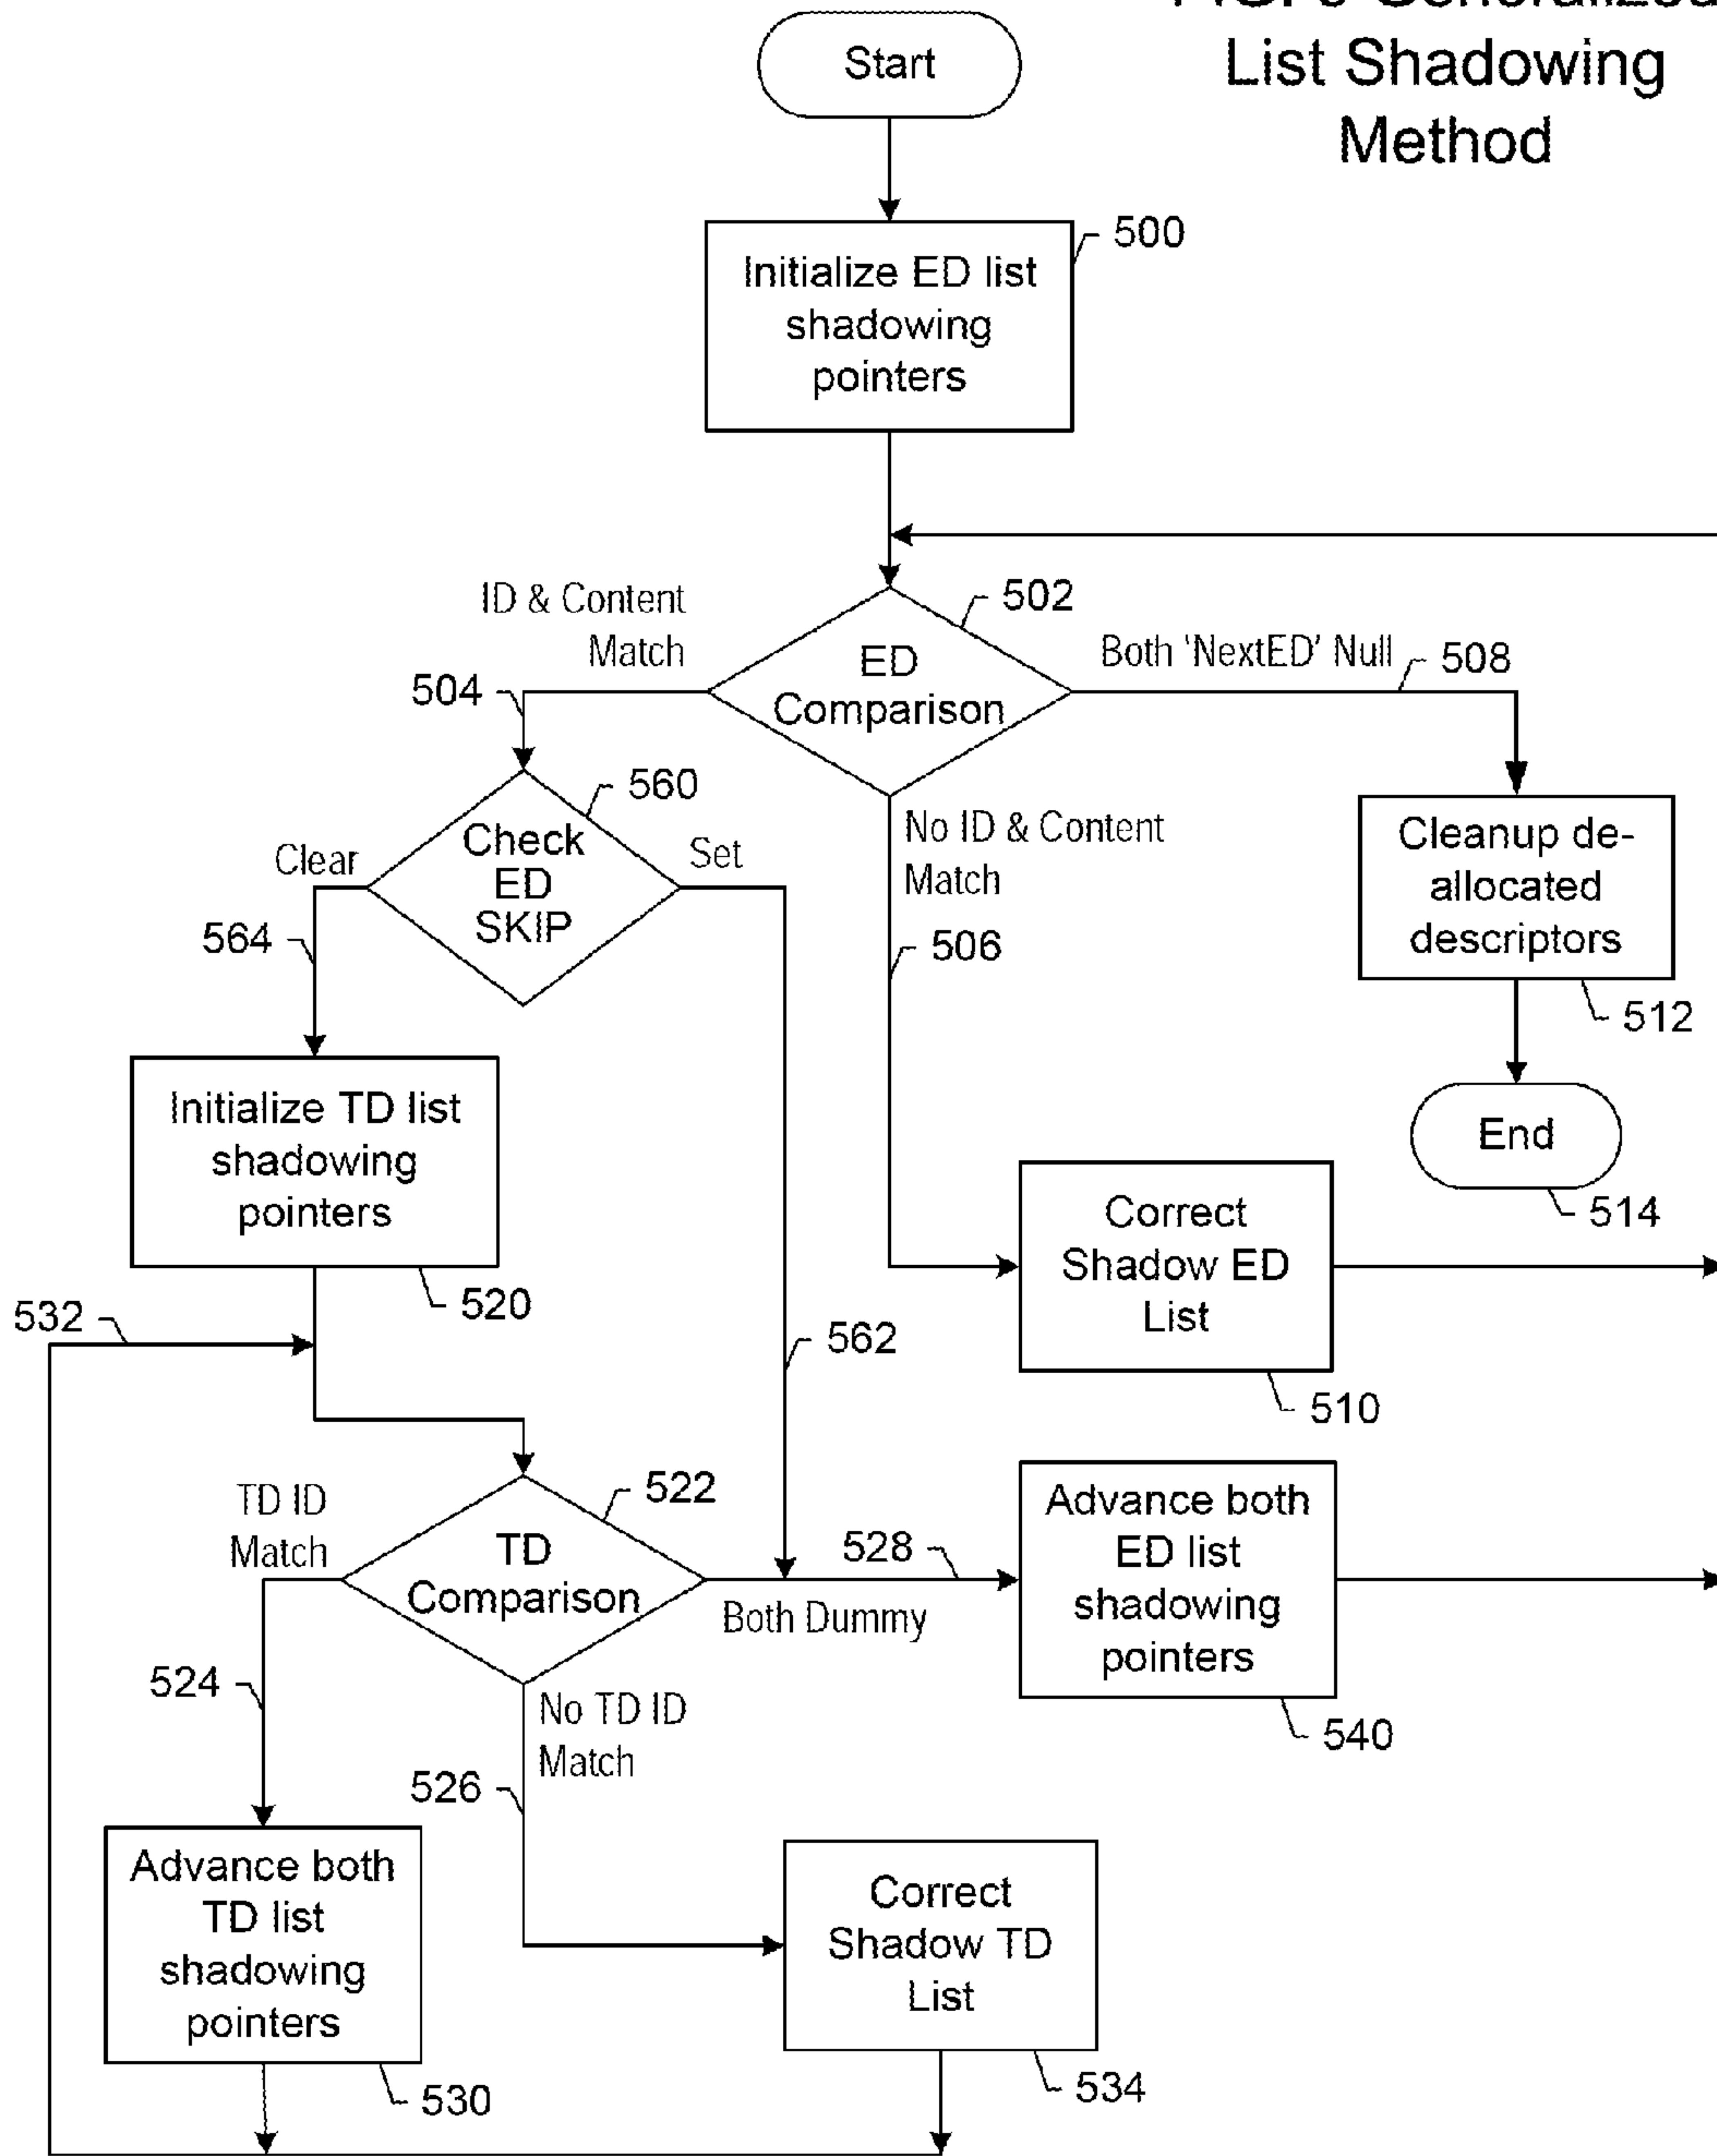 List Shadowing
Method
Start
500
Initialize ED list
shadowing
pointers
ID & Content
Match
502
ED
Comparison
Both 'NextED' Null
508
504
560
Check
ED
SKIP
Clear
Set
No ID & Content
Match
506
Cleanup de-
allocated
descriptors
512
564
End
514
Initialize TD list
shadowing
pointers
520
Correct
Shadow ED
List
510
532
562
TD ID
Match
522
TD
Comparison
528
Both Dummy
Advance both
ED list
shadowing
pointers
540
524
No TD ID
Match
526
Advance both
TD list
shadowing
pointers
530
Correct
Shadow TD
List
534